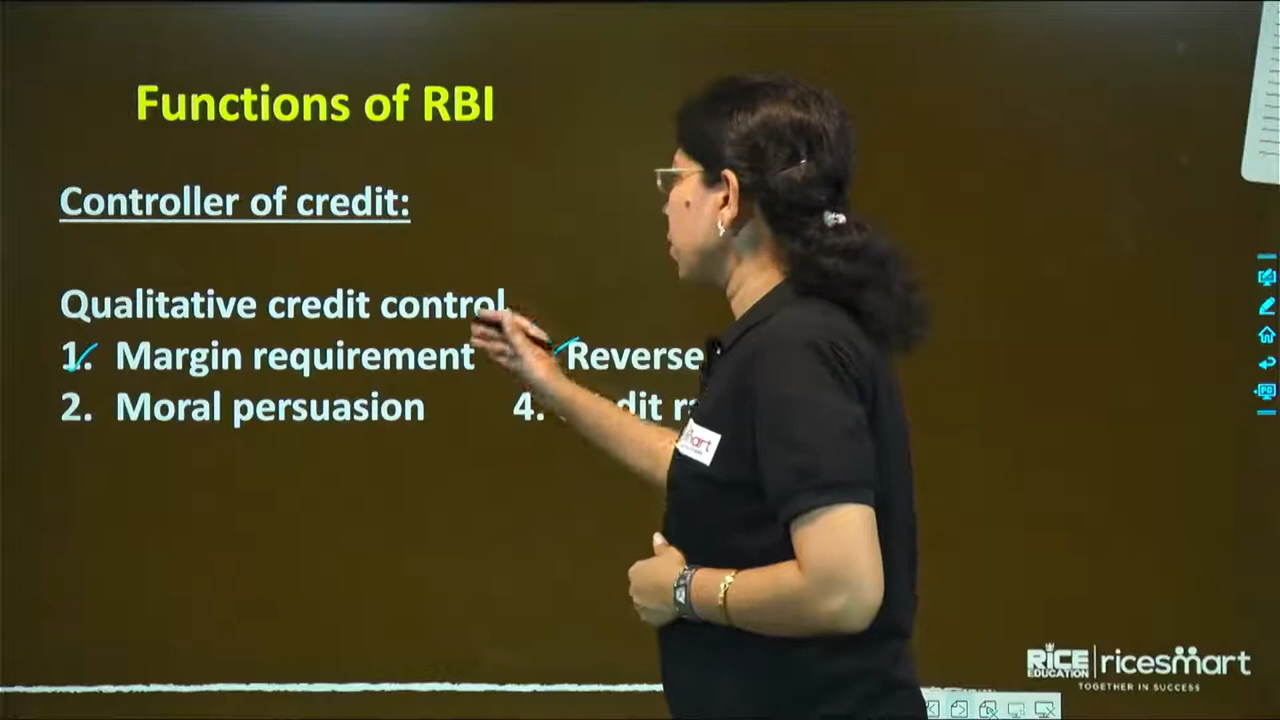 Functions of RBI
Controller of credit:
Qualitative credit control
1. Margin requirement
Reverse
2. Moral persuasion
4.
RICE EDUCATION
ricesmart
TOGETHER IN SUCCESS